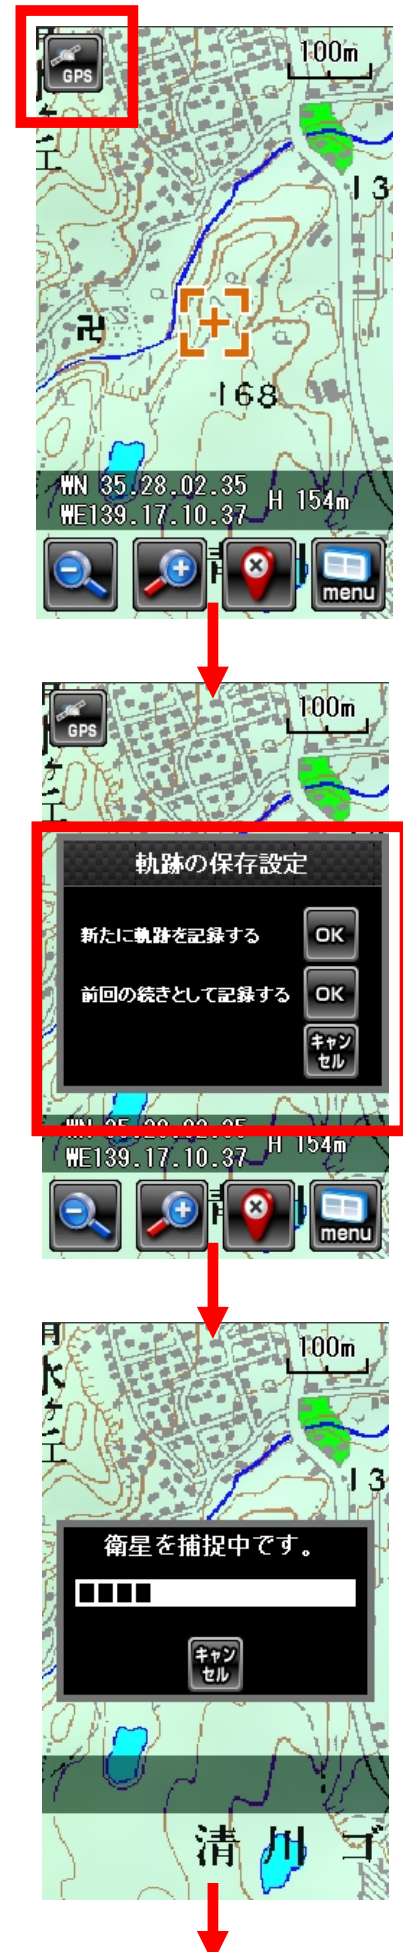 GPS
100m
13
卍
168
WN 35.28.02.35
WE139.17.10.37
H 154m
menu
GPS
100m
軌跡の保存設定
新たに軌跡を記録する
OK
前回の続きとして記録する
OK
キャン
セル
WE139.17.10.37
H 154m
menu
100m
13
衛星を捕捉中です。
キャン
セル
清川ゴ